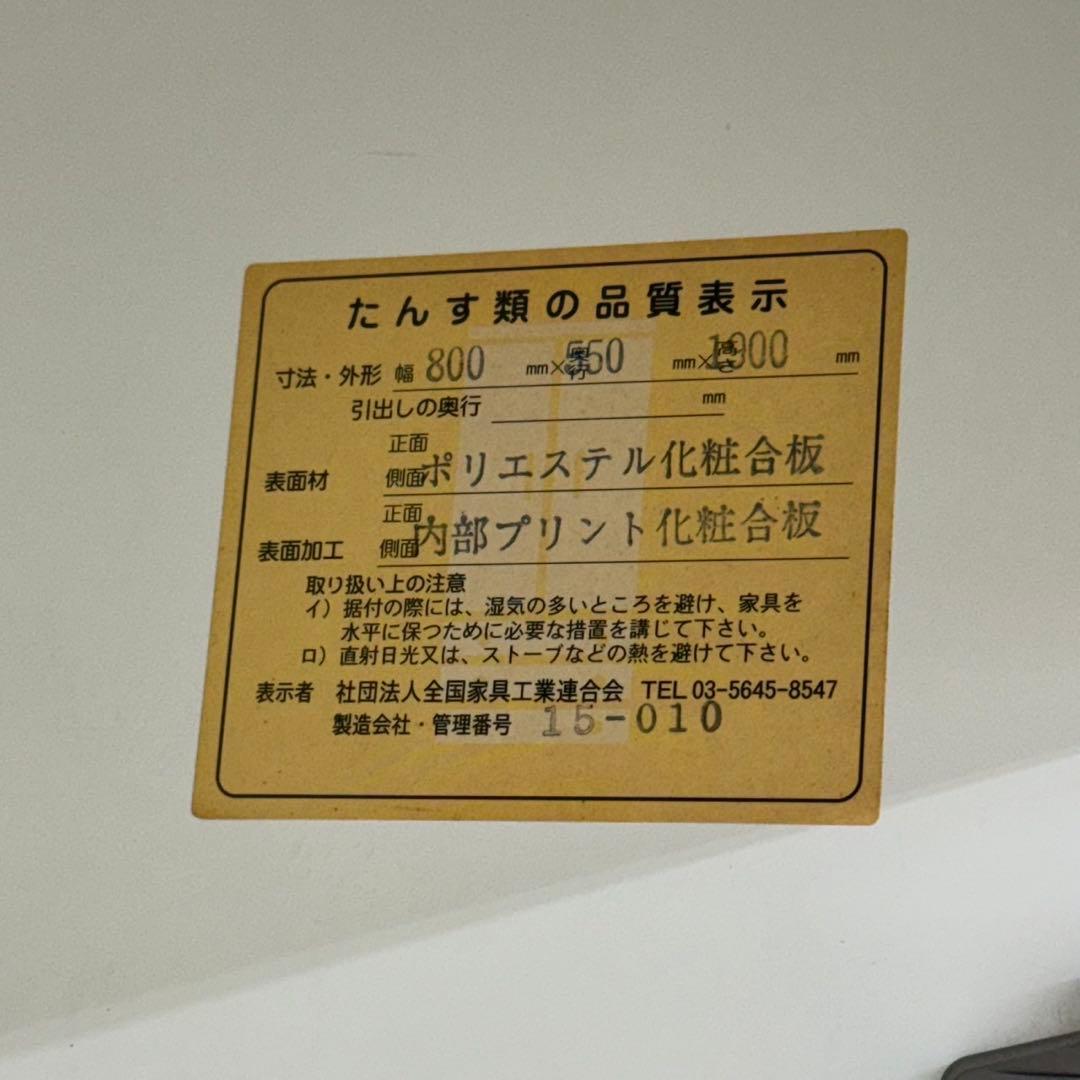 たんす類の品質表示
寸法・外形 幅 800 mm×奥行 550 mm×高さ mm
引出しの奥行 mm
正面
表面材 側面 ポリエステル化粧合板
正面
表面加工 側面 内部プリント化粧合板
取り扱い上の注意
イ）据付の際には、湿気の多いところを避け、家具を
水平に保つために必要な措置を講じて下さい。
ロ）直射日光又は、ストーブなどの熱を避けて下さい。
表示者 社団法人全国家具工業連合会 TEL 03-5645-8547
製造会社・管理番号 15-010